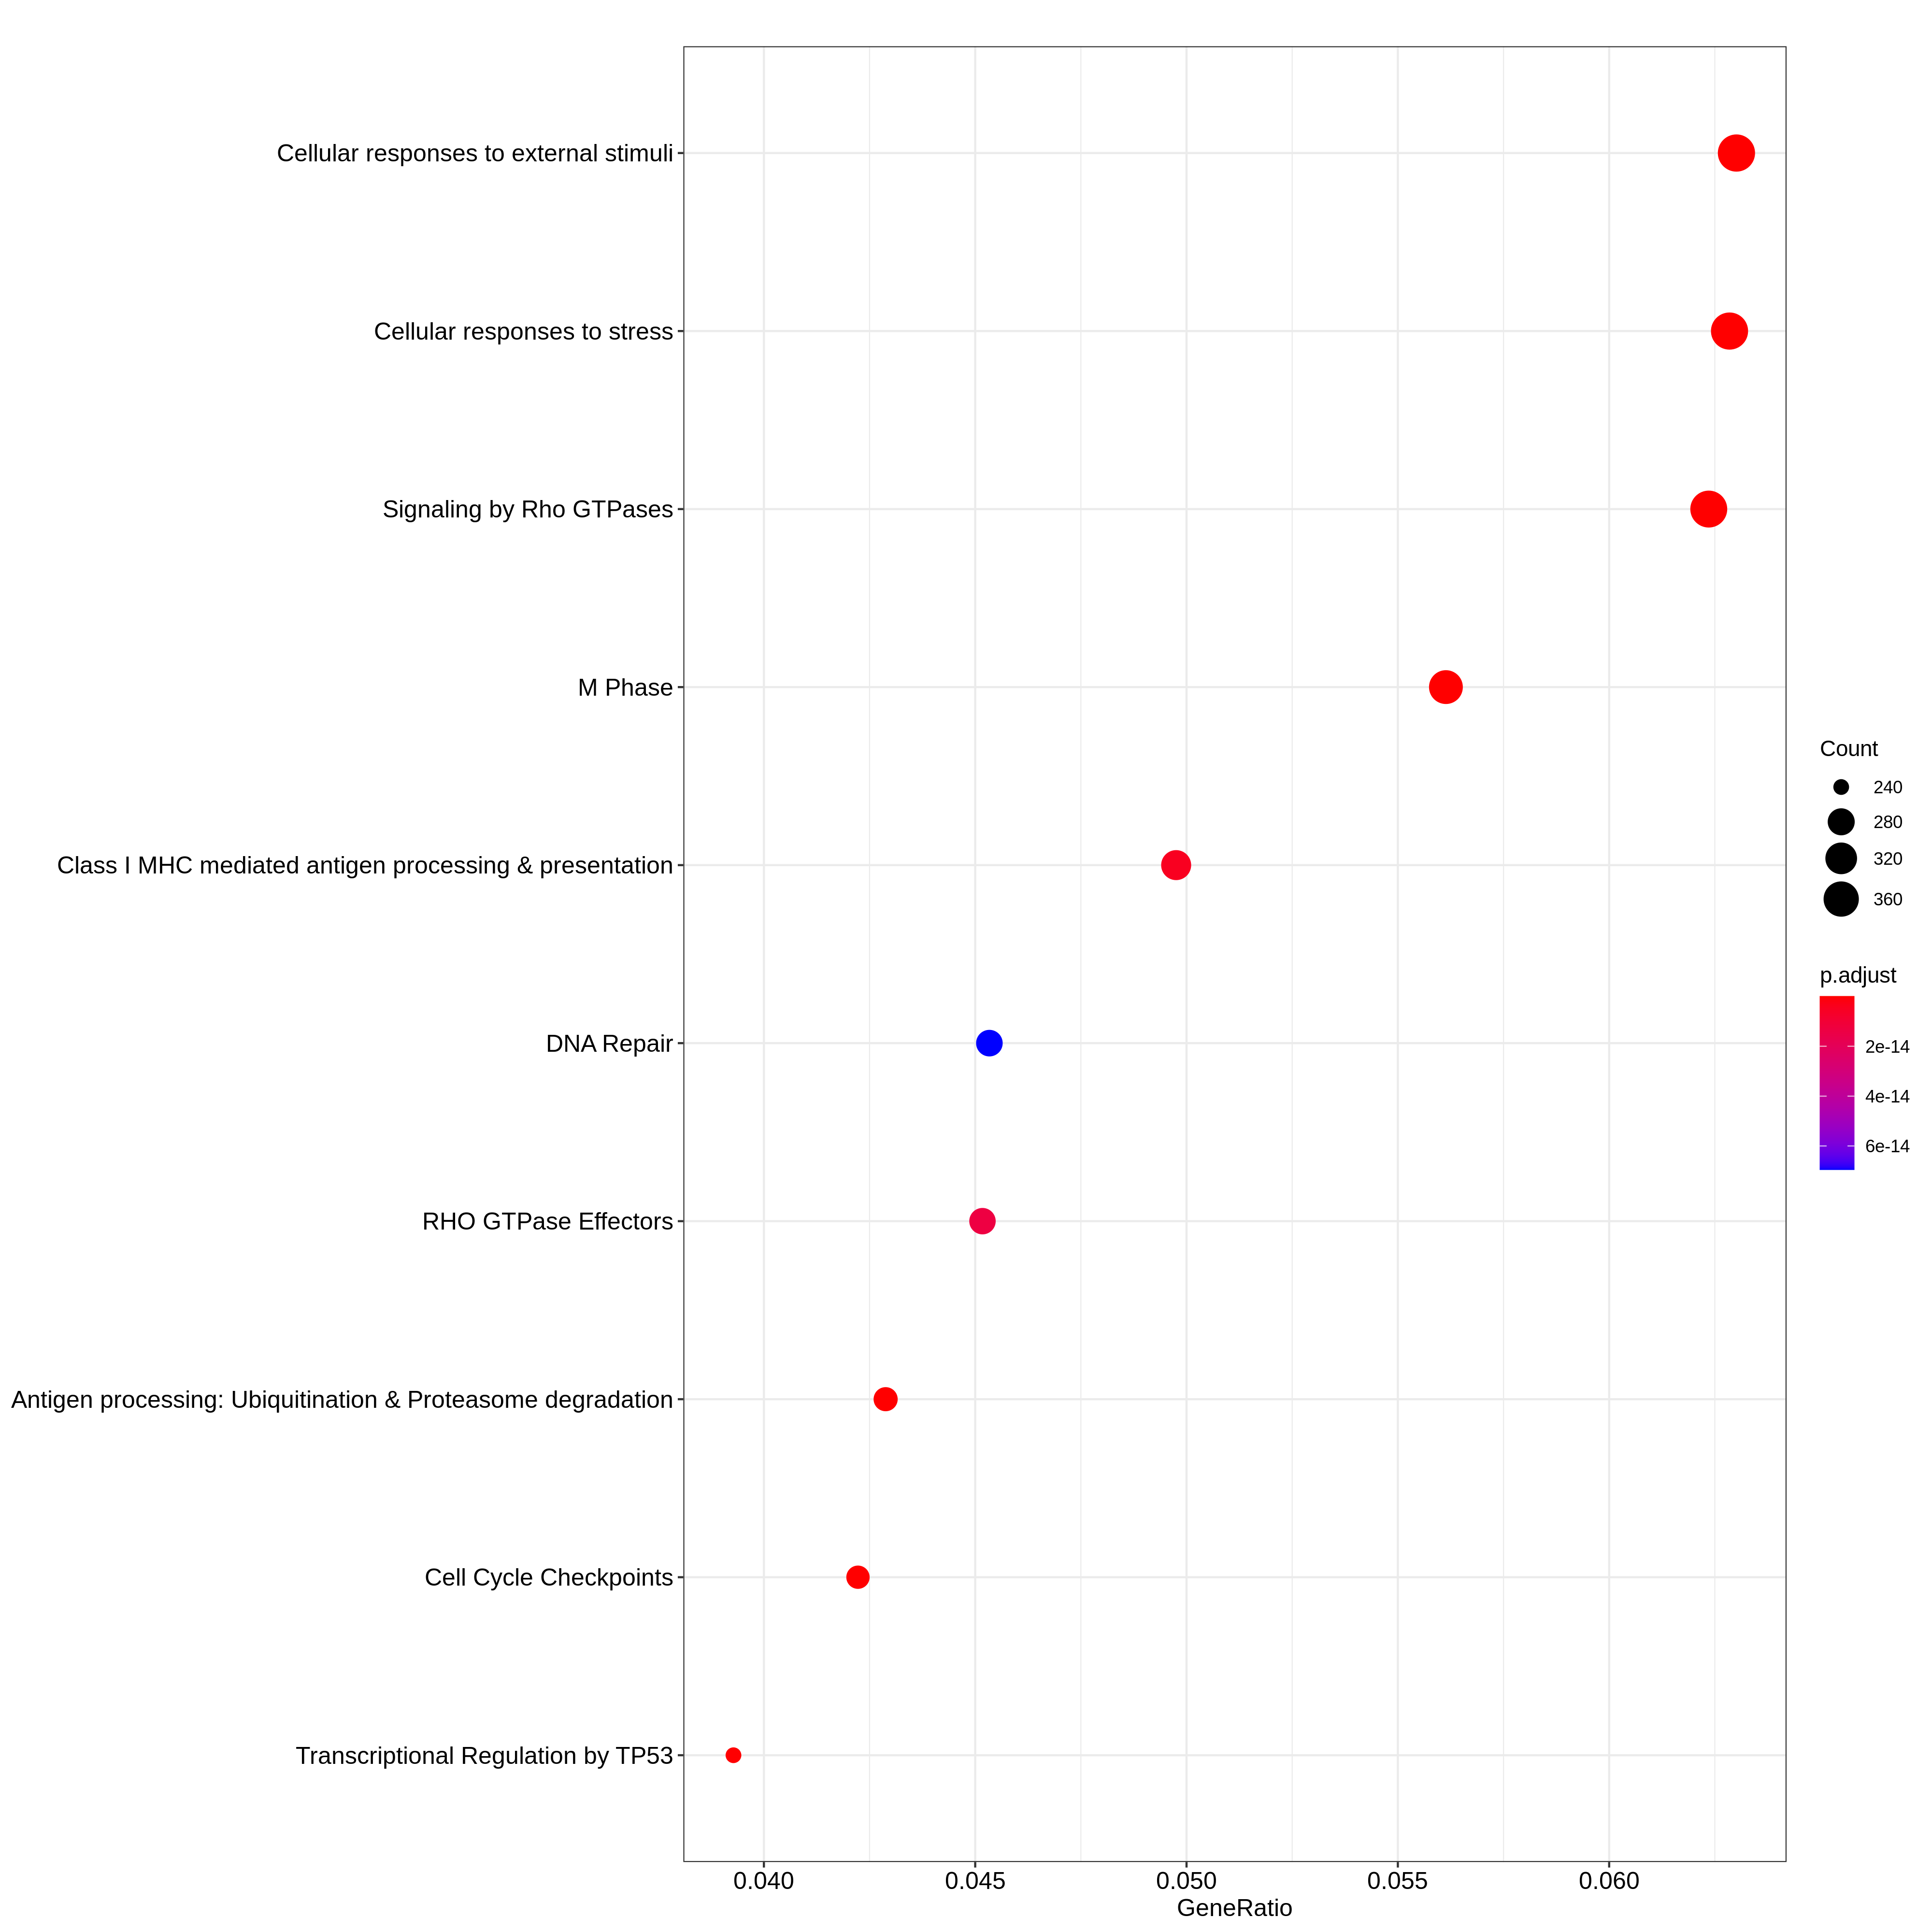 Cellular responses to external stimuli
Cellular responses to stress
Signaling by Rho GTPases
M Phase
Class I MHC mediated antigen processing & presentation
DNA Repair
RHO GTPase Effectors
Antigen processing: Ubiquitination & Proteasome degradation
Cell Cycle Checkpoints
Transcriptional Regulation by TP53
0.040 0.045 0.050 0.055 0.060
GeneRatio
Count
240
280
320
360
p.adjust
2e-14
4e-14
6e-14